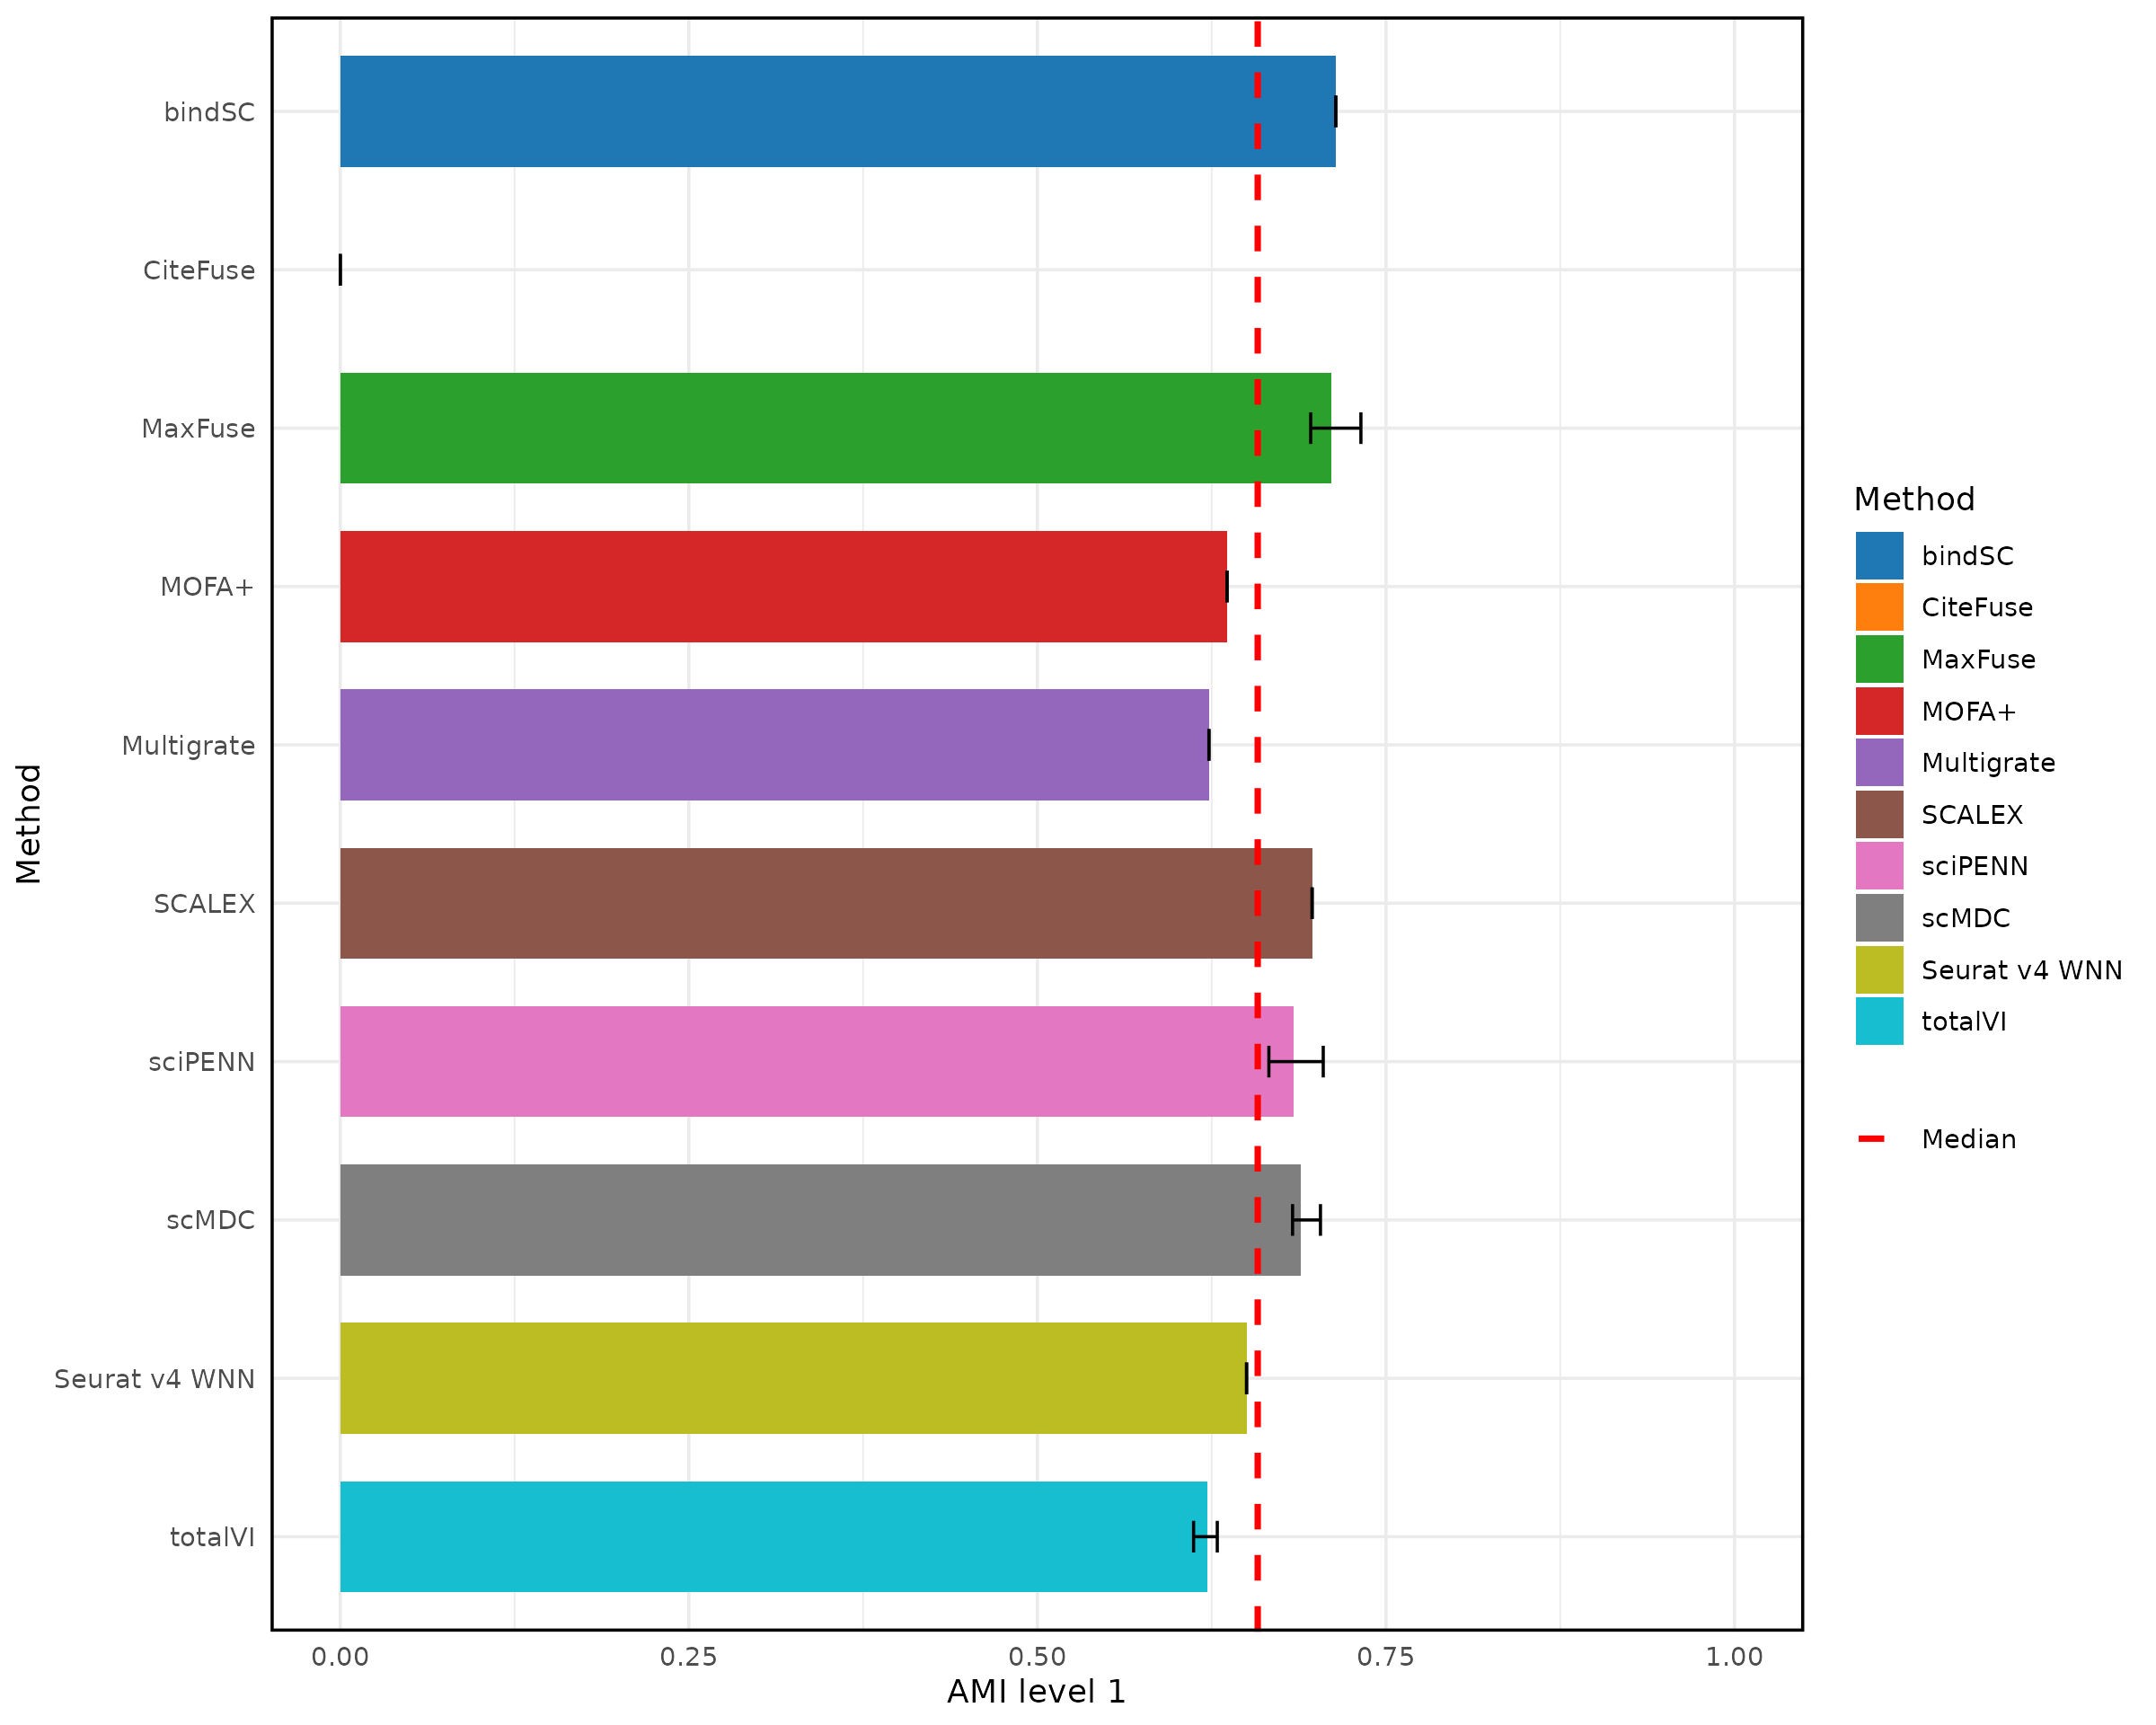 Method
bindSC
CiteFuse
MaxFuse
MOFA+
Multigrate
SCALEX
sciPENN
scMDC
Seurat v4 WNN
totalVI
0.00 0.25 0.50 0.75 1.00
AMI level 1
Method
bindSC
CiteFuse
MaxFuse
MOFA+
Multigrate
SCALEX
sciPENN
scMDC
Seurat v4 WNN
totalVI
Median